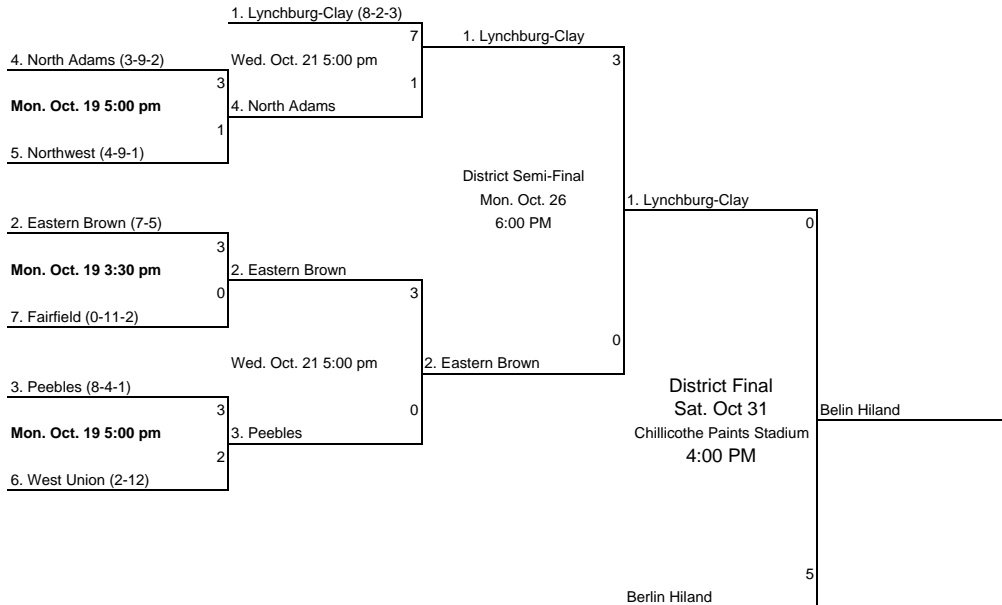 1. Lynchburg-Clay (8-2-3)
7
1. Lynchburg-Clay
4. North Adams (3-9-2)
Wed. Oct. 21 5:00 pm
3
3
1
Mon. Oct. 19 5:00 pm
4. North Adams
1
5. Northwest (4-9-1)
District Semi-Final
Mon. Oct. 26
6:00 PM
1. Lynchburg-Clay
0
2. Eastern Brown (7-5)
3
Mon. Oct. 19 3:30 pm
2. Eastern Brown
0
3
7. Fairfield (0-11-2)
0
Wed. Oct. 21 5:00 pm
2. Eastern Brown
3. Peebles (8-4-1)
3
0
Mon. Oct. 19 5:00 pm
3. Peebles
2
6. West Union (2-12)
District Final
Sat. Oct 31
Chillicothe Paints Stadium
4:00 PM
Belin Hiland
5
Berlin Hiland